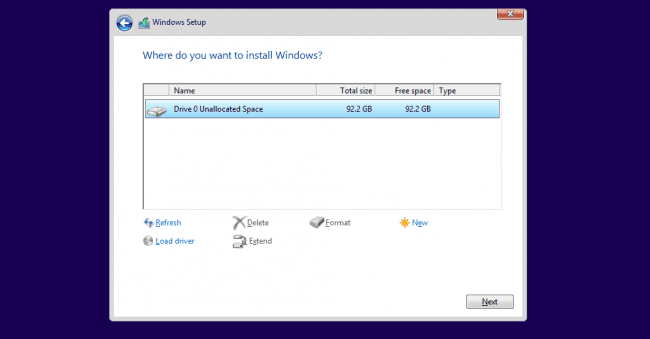 Windows Setup
Where do you want to install Windows?
Name Total size Free space Type
Drive 0 Unallocated Space 92.2 GB 92.2 GB
Refresh Delete Format New
Load driver Extend
Next